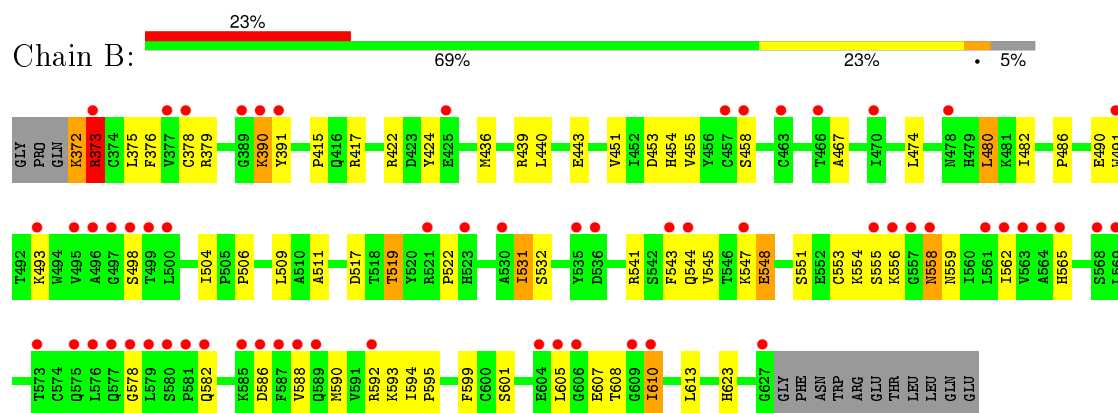 23%
Chain B:
69% 23% • 5%
GLY PRO GLN K372 R373 G374 L375 F376 V377 C378 R379 G389 K390 Y391 P415 Q416 R417 R422 D423 Y424 E425 M436 R439 L440 E443 V451 I452 D453 H454 V455 Y456 C457 S458 C463 T466 A467 I470 L474 N478 H479 I480 K481 I482 P486 E490 W491
T492 K493 W494 V495 A496 G497 S498 T499 L500 I504 P505 P506 L509 A510 A511 D517 T518 T519 Y520 R521 P522 H523 A530 I531 S532 Y535 D536 R541 S542 F543 Q544 V545 T546 K547 E548 S551 E552 C553 K554 S555 K556 G557 N558 N559 I560 L561 I562 V563 A564 H565 S568 L569
T573 C574 Q575 L576 Q577 G578 L579 S580 P581 Q582 K585 D586 F587 V588 Q589 M590 V591 R592 K593 I594 P595 F599 C600 S601 E604 L605 G606 E607 T608 G609 I610 L613 H623 G627 GLY PHE ASN TRP ARG GLU THR LEU LEU GLN GLU